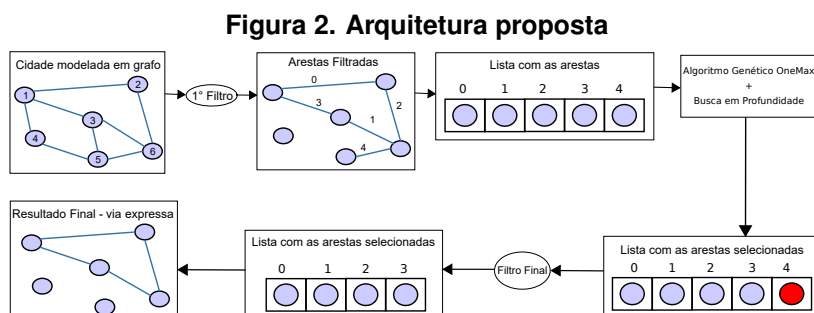 Figura 2. Arquitetura proposta
Cidade modelada em grafo
1
2
3
4
5
6
1° Filtro
Arestas Filtradas
0
3
2
1
4
Lista com as arestas
0 1 2 3 4
Algoritmo Genético OneMax
+
Busca em Profundidade
Lista com as arestas selecionadas
0 1 2 3 4
Filtro Final
Lista com as arestas selecionadas
0 1 2 3
Resultado Final - via expressa